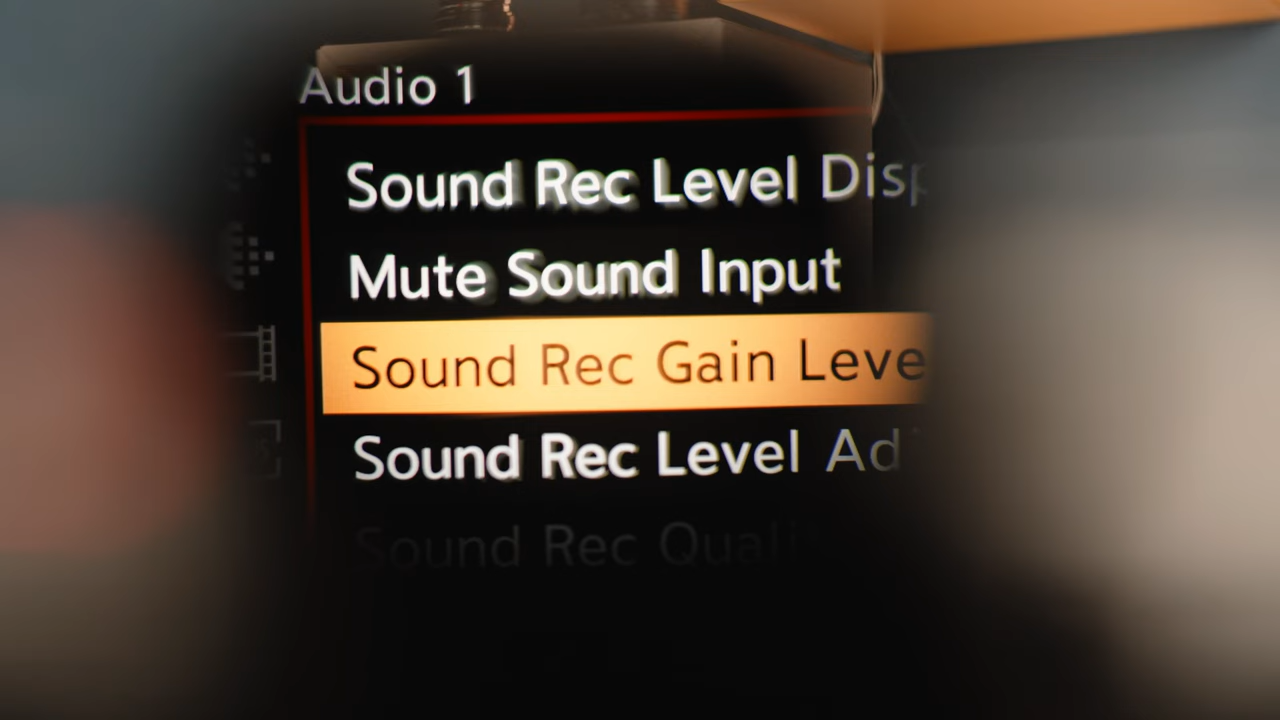 Audio 1
Sound Rec Level Disp
Mute Sound Input
Sound Rec Gain Leve
Sound Rec Level Ad
Sound Rec Quali